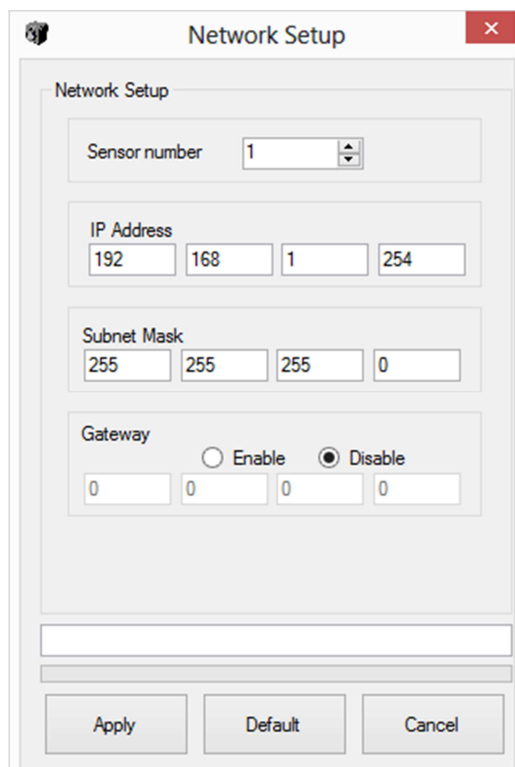 Network Setup
Network Setup
Sensor number 1
IP Address
192 168 1 254
Subnet Mask
255 255 255 0
Gateway
Enable Disable
0 0 0 0
Apply Default Cancel